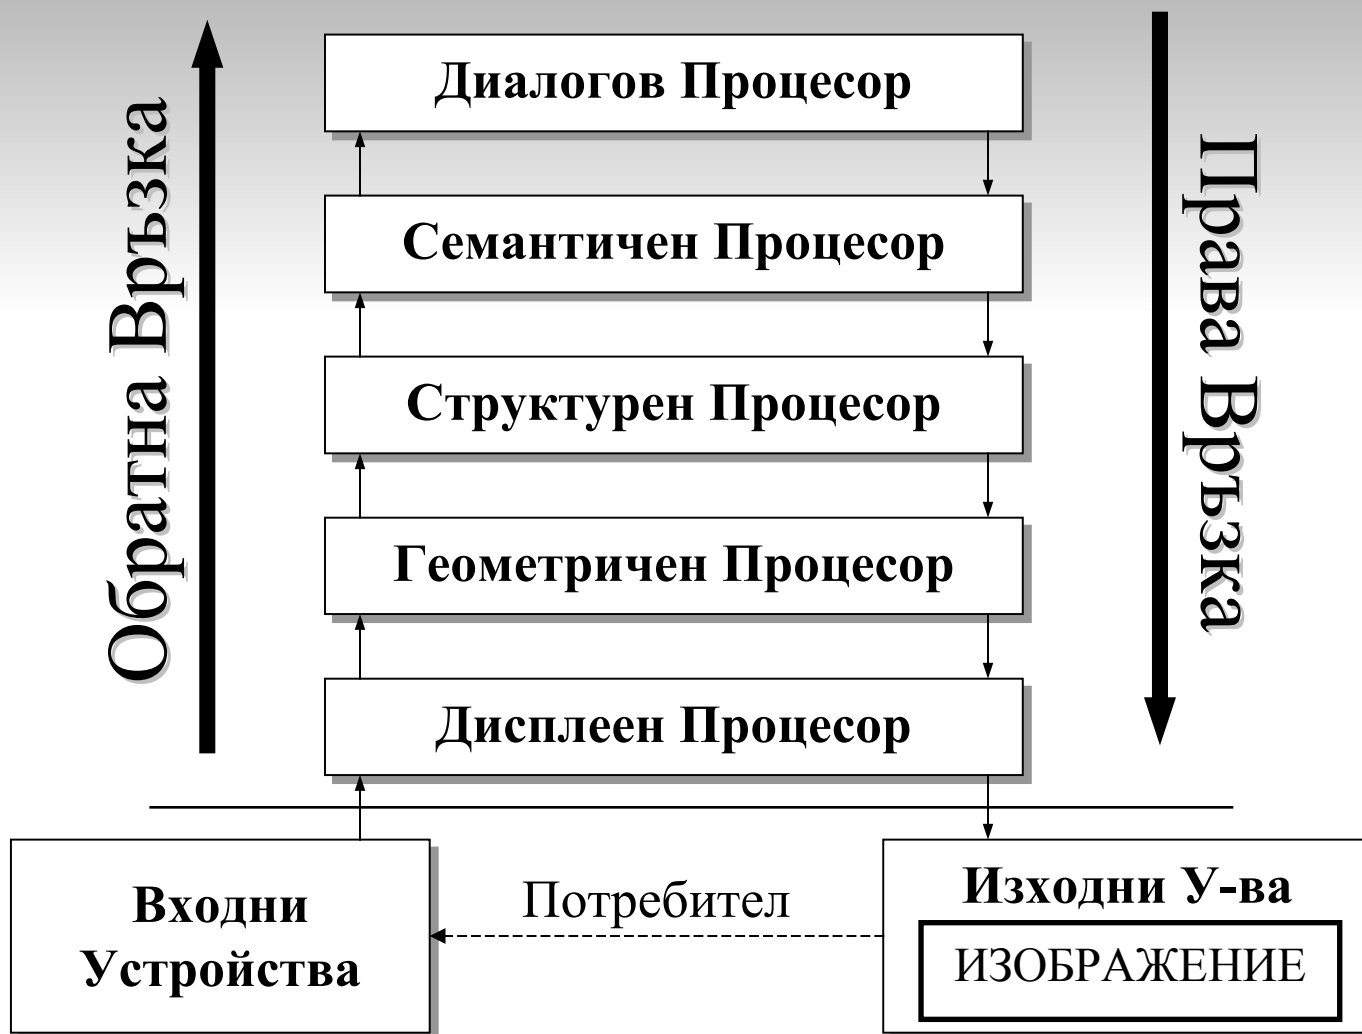 Обратна Връзка
Диалогов Процесор
Семантичен Процесор
Структурен Процесор
Геометричен Процесор
Дисплеен Процесор
Права Връзка
Входни
Устройства
Потребител
Изходни У-ва
ИЗОБРАЖЕНИЕ